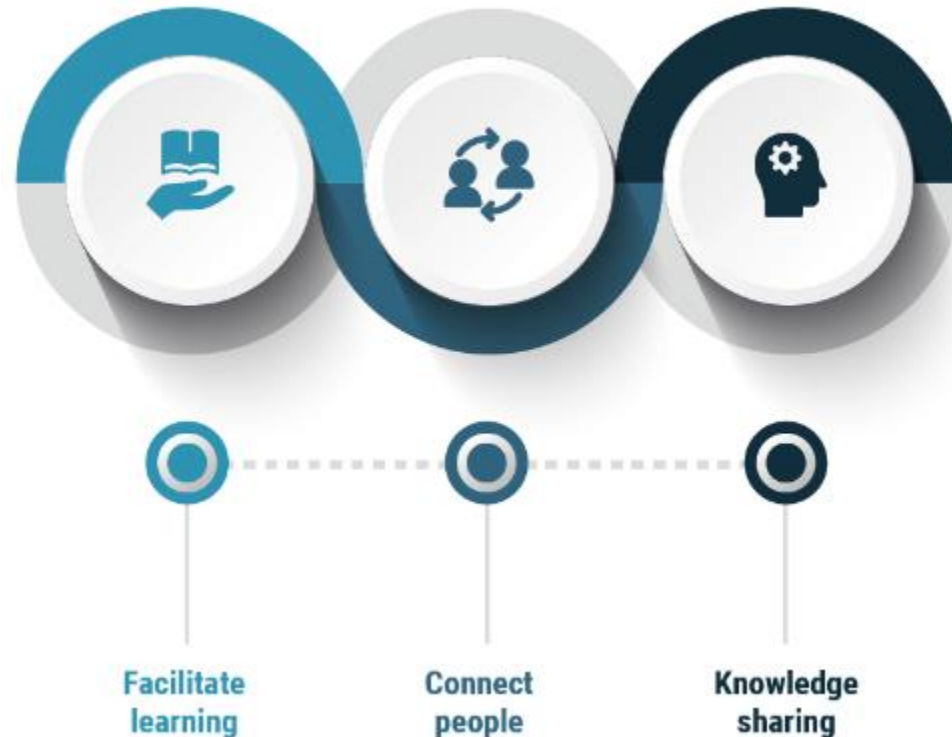 Facilitate
learning
Connect
people
Knowledge
sharing